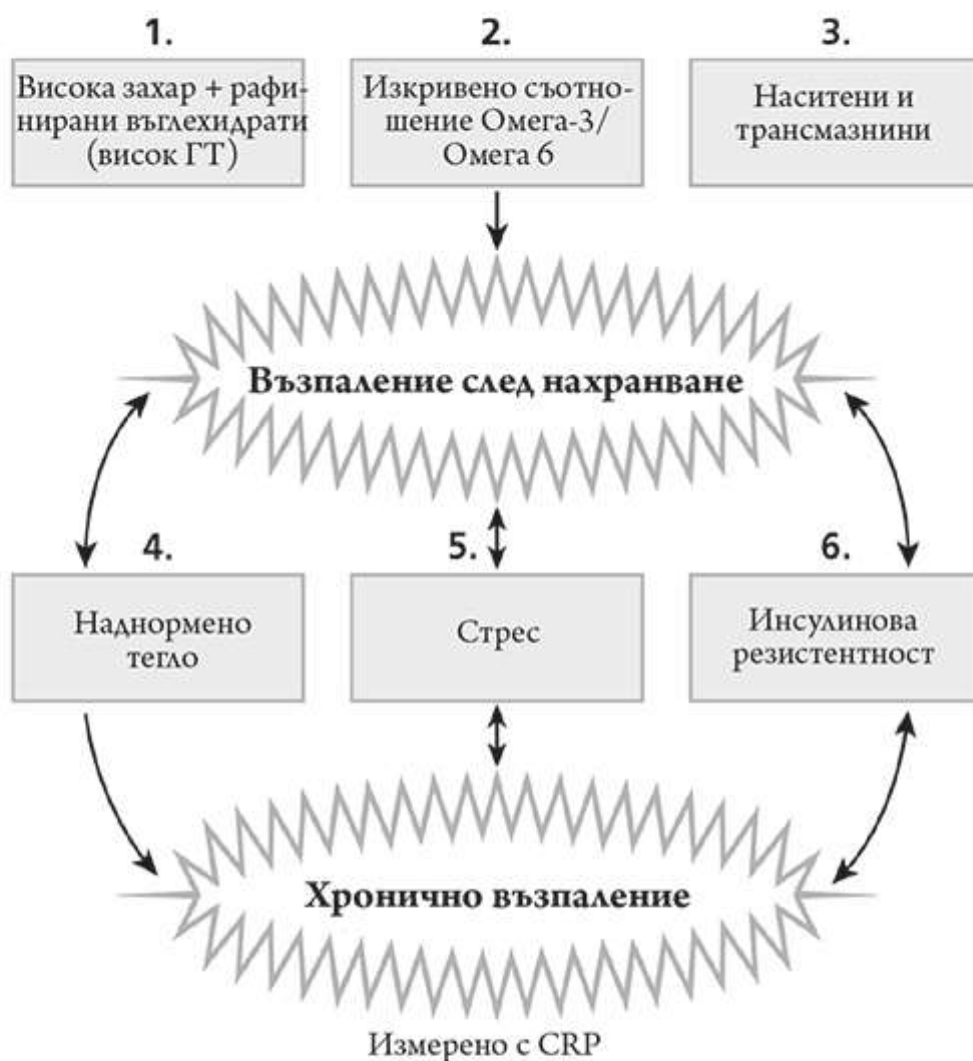 1.
Висока захар + рафи-
нирани въглехидрати
(висок ГТ)
2.
Изкривено съотно-
шение Омега-3/
Омега 6
3.
Наситени и
трансмазнини
Възпаление след нахранване
4.
Наднормено
тегло
5.
Стрес
6.
Инсулинова
резистентност
Хронично възпаление
Измерено с CRP